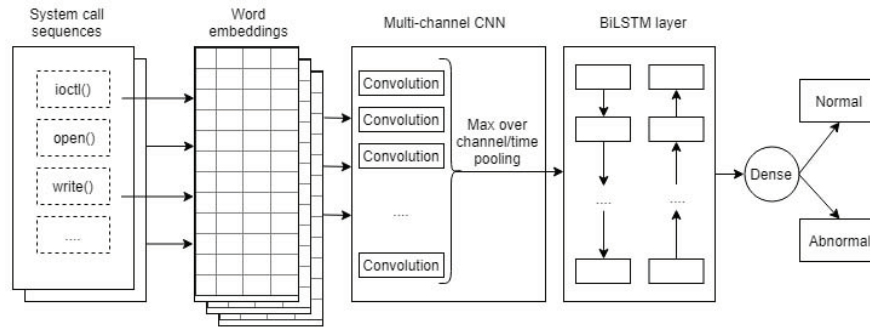 System call
sequences
ioctl()
open()
write()
....
Word
embeddings
Multi-channel CNN
Convolution
Convolution
Convolution
....
Convolution
Max over
channel/time
pooling
BiLSTM layer
....
....
Dense
Normal
Abnormal